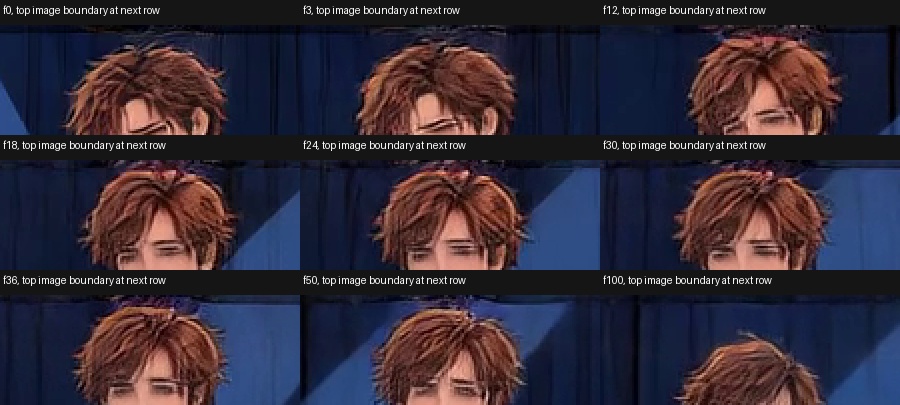 f0, top image boundary at next row
f3, top image boundary at next row
f12, top image boundary at next row
f18, top image boundary at next row
f24, top image boundary at next row
f30, top image boundary at next row
f36, top image boundary at next row
f50, top image boundary at next row
f100, top image boundary at next row